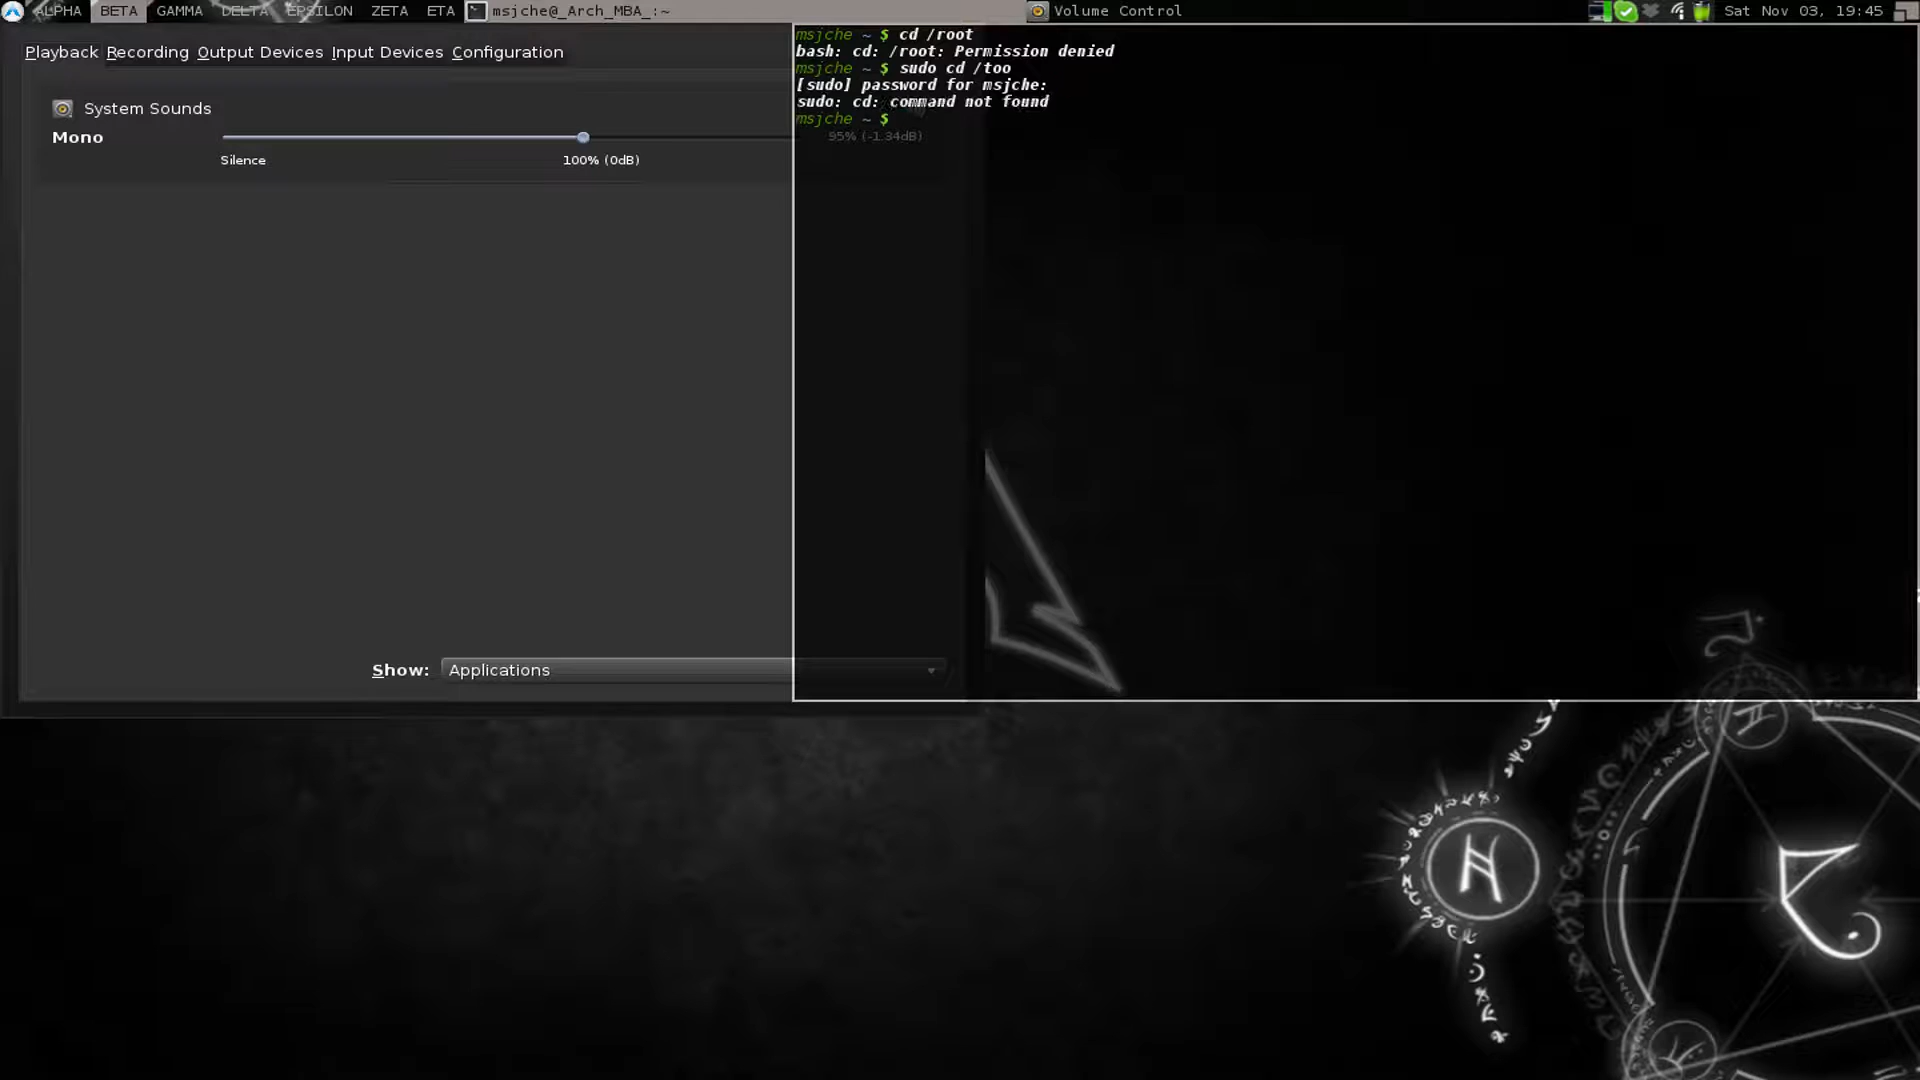 ALPHA BETA GAMMA DELTA EPSILON ZETA ETA msjche@_Arch_MBA_:~ Volume Control Sat Nov 03, 19:45
Playback Recording Output Devices Input Devices Configuration
System Sounds
Mono
95% (-1.34dB)
Silence 100% (0dB)
Show: Applications
msjche ~ $ cd /root
bash: cd: /root: Permission denied
msjche ~ $ sudo cd /too
[sudo] password for msjche:
sudo: cd: command not found
msjche ~ $